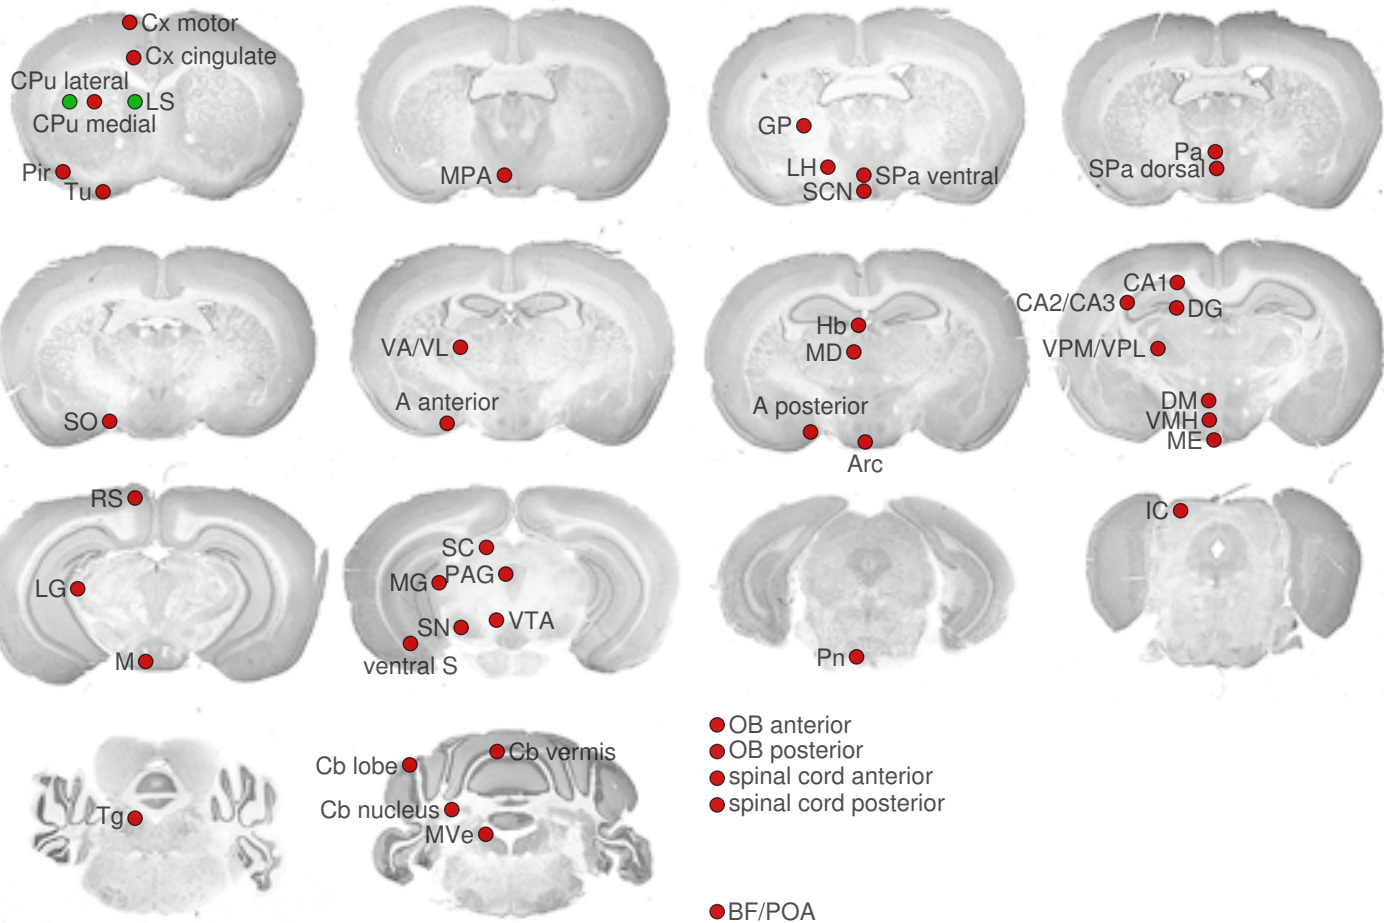 Cx motor
Cx cingulate
CPu lateral
LS
CPu medial
Pir
Tu
MPA
GP
LH
SPa ventral
SCN
Pa
SPa dorsal
SO
VA/VL
A anterior
Hb
MD
A posterior
Arc
CA1
CA2/CA3
DG
VPM/VPL
DM
VMH
ME
RS
LG
M
SC
MG
PAG
SN
VTA
ventral S
Pn
IC
Tg
Cb vermis
Cb lobe
Cb nucleus
MVe
OB anterior
OB posterior
spinal cord anterior
spinal cord posterior
BF/POA